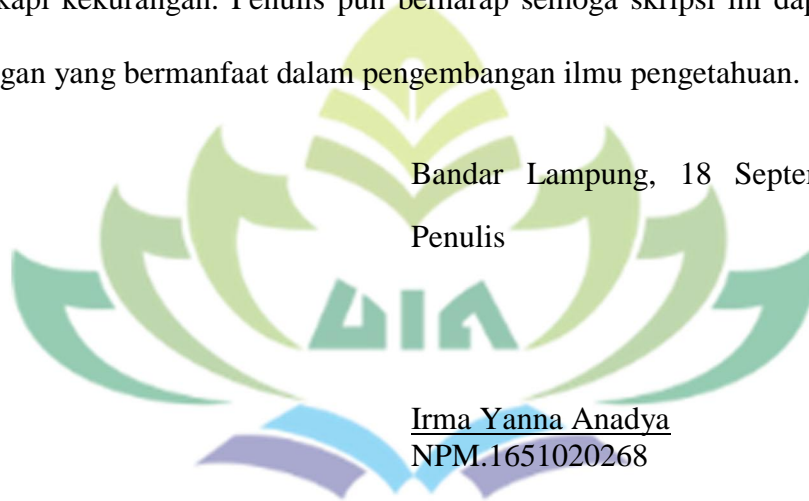 kapi kekurangan. Penulis pun berharap semoga skripsi ini dap
gan yang bermanfaat dalam pengembangan ilmu pengetahuan.
Bandar Lampung, 18 Septe
Penulis
UIN
Irma Yanna Anadya
NPM.1651020268